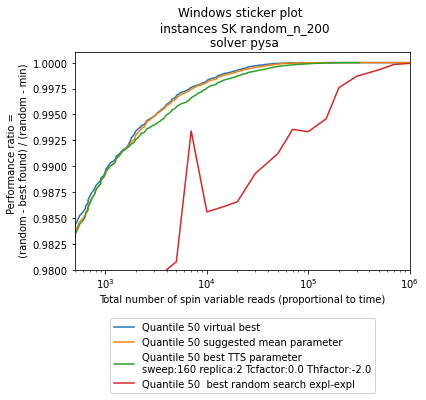 Windows sticker plot
instances SK random_n_200
solver pysa
Performance ratio =
(random - best found) / (random - min)
1.0000
0.9975
0.9950
0.9925
0.9900
0.9875
0.9850
0.9825
0.9800
10³
10⁴
10⁵
10⁶
Total number of spin variable reads (proportional to time)
Quantile 50 virtual best
Quantile 50 suggested mean parameter
Quantile 50 best TTS parameter
sweep:160 replica:2 Tcfactor:0.0 Thfactor:-2.0
Quantile 50  best random search expl-expl